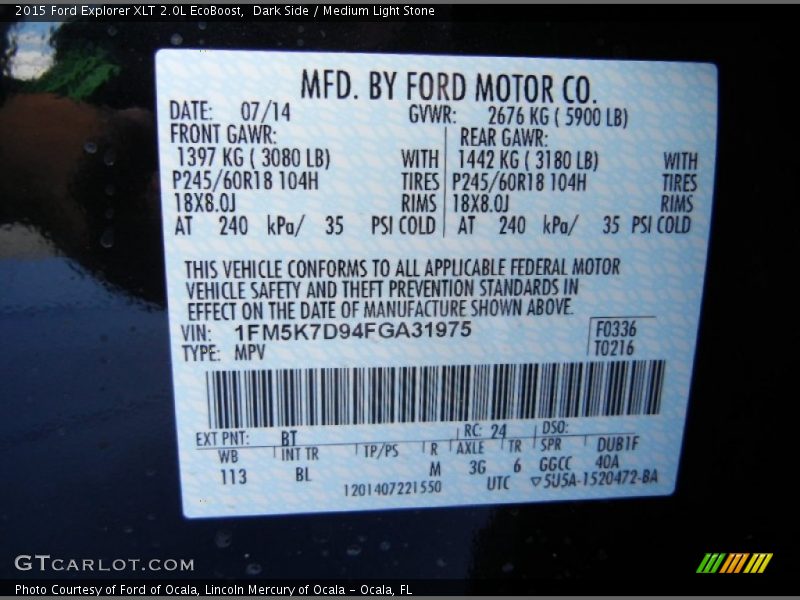 2015 Ford Explorer XLT 2.0L EcoBoost, Dark Side / Medium Light Stone
MFD. BY FORD MOTOR CO.
DATE: 07/14 GVWR: 2676 KG ( 5900 LB)
FRONT GAWR: REAR GAWR:
1397 KG ( 3080 LB) WITH 1442 KG ( 3180 LB) WITH
P245/60R18 104H TIRES P245/60R18 104H TIRES
18X8.0J RIMS 18X8.0J RIMS
AT 240 kPa/ 35 PSI COLD AT 240 kPa/ 35 PSI COLD
THIS VEHICLE CONFORMS TO ALL APPLICABLE FEDERAL MOTOR
VEHICLE SAFETY AND THEFT PREVENTION STANDARDS IN
EFFECT ON THE DATE OF MANUFACTURE SHOWN ABOVE.
VIN: 1FM5K7D94FGA31975 F0336
TYPE: MPV T0216
EXT PNT: BT RC: 24 DSO:
WB INT TR TP/PS R AXLE TR SPR DUB1F
113 BL M 3G 6 GGCC 40A
1201407221550 UTC ▽5U5A-1520472-BA
GTCARLOT.COM
Photo Courtesy of Ford of Ocala, Lincoln Mercury of Ocala - Ocala, FL